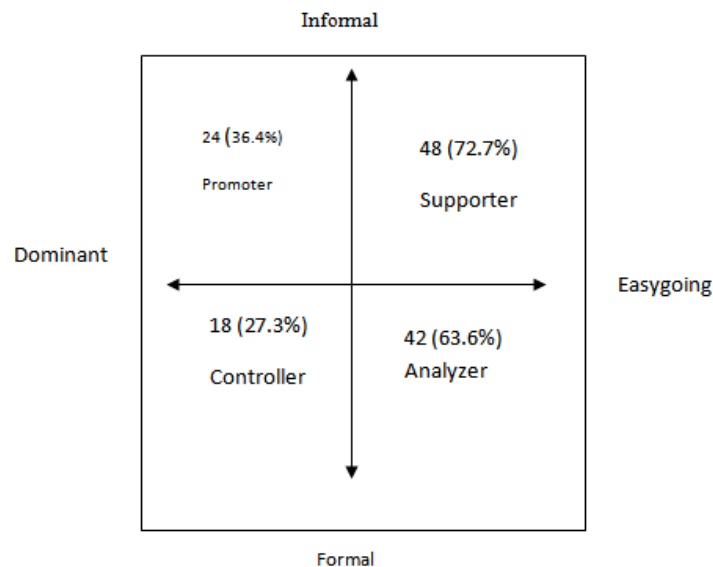 Informal
24 (36.4%)
Promoter
48 (72.7%)
Supporter
Dominant
Easygoing
18 (27.3%)
Controller
42 (63.6%)
Analyzer
Formal